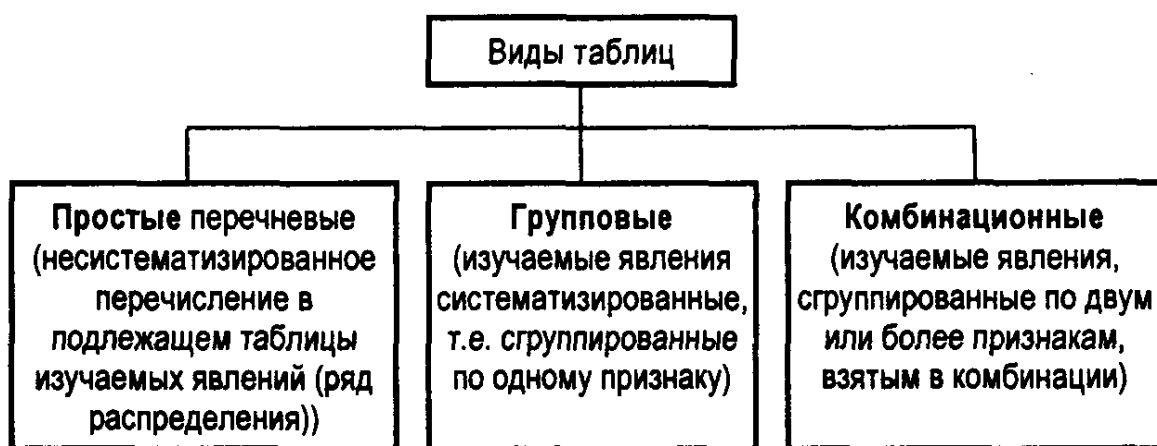 Виды таблиц
Простые перечневые
(несистематизированное
перечисление в
подлежащем таблицы
изучаемых явлений (ряд
распределения))
Групповые
(изучаемые явления
систематизированные,
т.е. сгруппированные
по одному признаку)
Комбинационные
(изучаемые явления,
сгруппированные по двум
или более признакам,
взятым в комбинации)